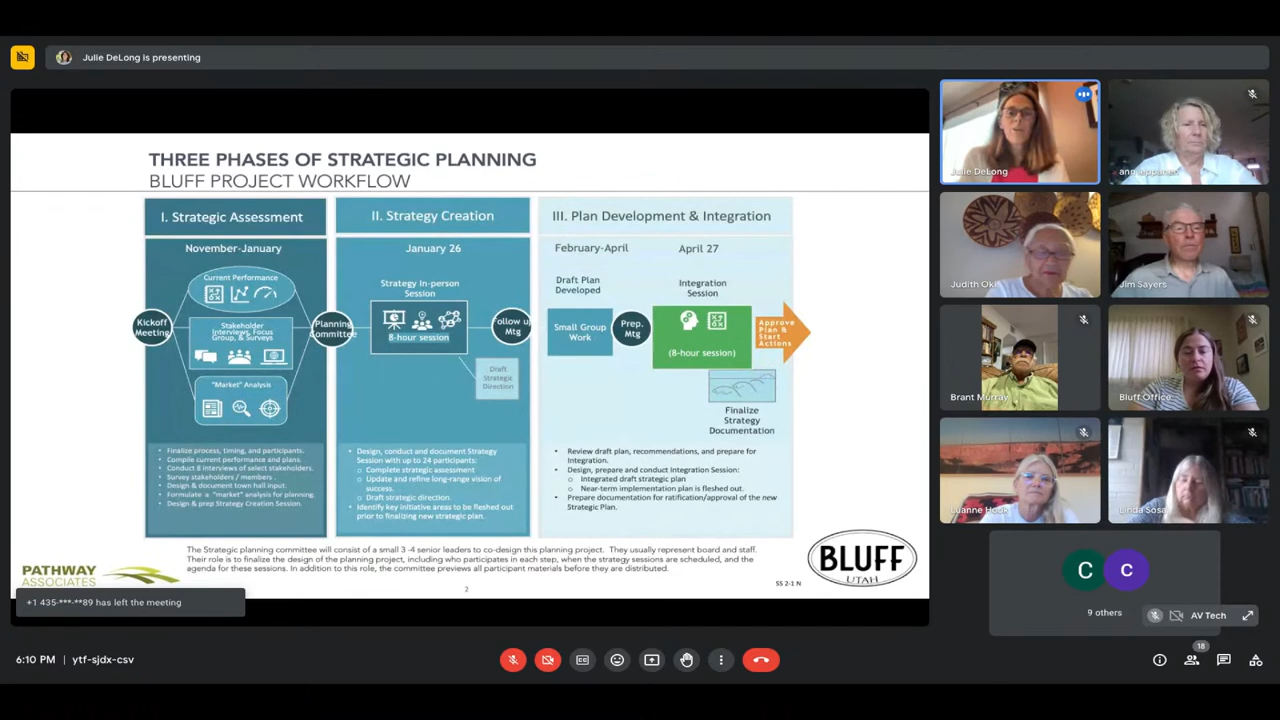 Julie DeLong is presenting
THREE PHASES OF STRATEGIC PLANNING
BLUFF PROJECT WORKFLOW
I. Strategic Assessment
November-January
Current Performance
Kickoff
Meeting
Stakeholder
Interviews, Focus
Group, & Surveys
Planning
Committe
"Market" Analysis
• Finalize process, timing, and participants.
• Compile current performance and plans.
• Conduct 8 interviews of select stakeholders.
• Survey stakeholders / members .
• Design & document town hall input.
• Formulate a "market" analysis for planning.
• Design & prep Strategy Creation Session.
II. Strategy Creation
January 26
Strategy In-person
Session
8-hour session
ollow u
Mtg
Draft
Strategic
Direction
• Design, conduct and document Strategy
Session with up to 24 participants:
o Complete strategic assessment
o Update and refine long-range vision of
success.
o Draft strategic direction.
• Identify key initiative areas to be fleshed out
prior to finalizing new strategic plan.
III. Plan Development & Integration
February-April
April 27
Draft Plan
Developed
Integration
Session
Small Group
Work
Prep.
Mtg
(8-hour session)
Approve
Plan &
Start
Actions
Finalize
Strategy
Documentation
• Review draft plan, recommendations, and prepare for
Integration.
• Design, prepare and conduct Integration Session:
o Integrated draft strategic plan
o Near-term implementation plan is fleshed out.
• Prepare documentation for ratification/approval of the new
Strategic Plan.
The Strategic planning committee will consist of a small 3 -4 senior leaders to co-design this planning project. They usually represent board and staff.
Their role is to finalize the design of the planning project, including who participates in each step, when the strategy sessions are scheduled, and the
agenda for these sessions. In addition to this role, the committee previews all participant materials before they are distributed.
PATHWAY
ASSOCIATES
2
SS 2-1 N
BLUFF
UTAH
+1 435-***-**89 has left the meeting
Julie DeLong
Judith Oki
Jim Sayers
Brant Murray
Bluff Office
Luanne Hook
Linda Sosa
C
C
9 others
AV Tech
6:10 PM | ytf-sjdx-csv
18